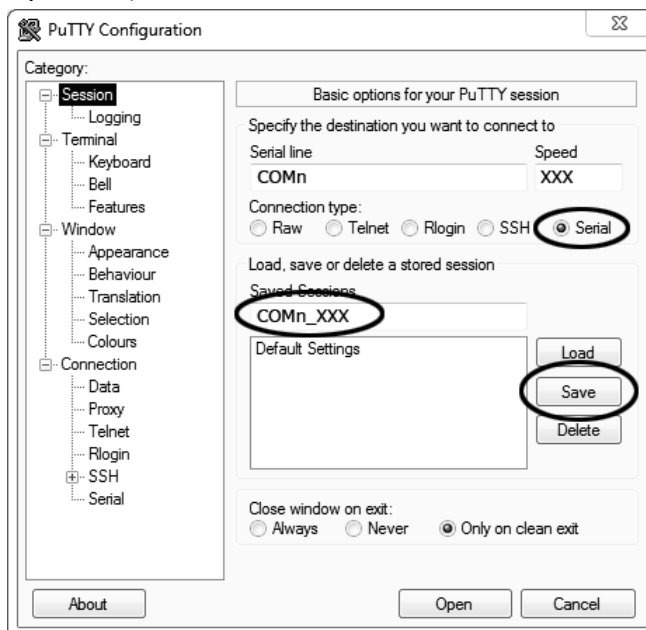 PuTTY Configuration
Category:
Session
Logging
Terminal
Keyboard
Bell
Features
Window
Appearance
Behaviour
Translation
Selection
Colours
Connection
Data
Proxy
Telnet
Rlogin
SSH
Serial
Basic options for your PuTTY session
Specify the destination you want to connect to
Serial line Speed
COMn XXX
Connection type:
Raw Telnet Rlogin SSH Serial
Load, save or delete a stored session
Saved Sessions
COMn_XXX
Default Settings
Load
Save
Delete
Close window on exit:
Always Never Only on clean exit
About Open Cancel